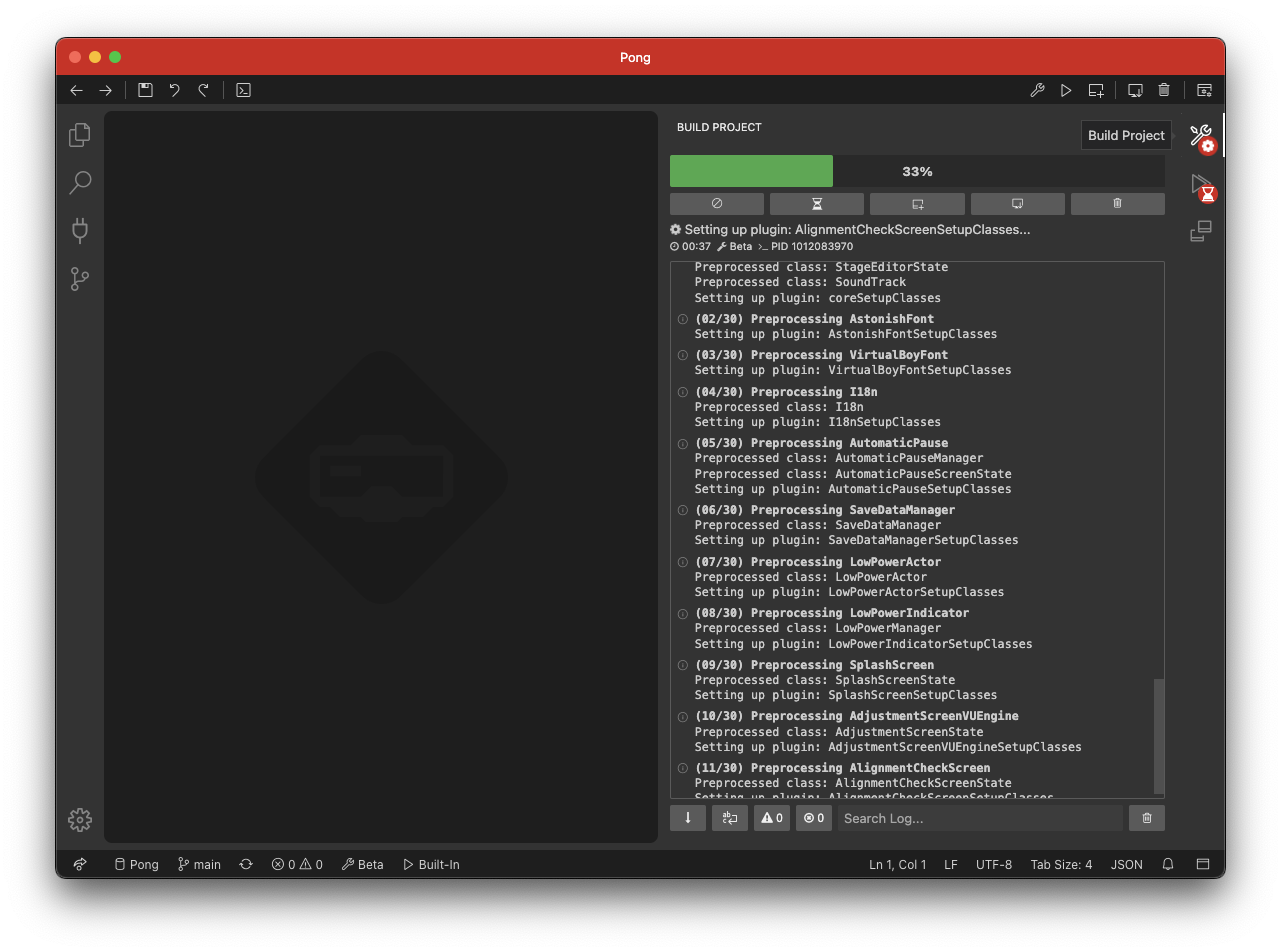 Pong
BUILD PROJECT
Build Project
33%
Setting up plugin: AlignmentCheckScreenSetupClasses...
00:37 Beta PID 1012083970
Preprocessed class: StageEditorState
Preprocessed class: SoundTrack
Setting up plugin: coreSetupClasses
(02/30) Preprocessing AstonishFont
Setting up plugin: AstonishFontSetupClasses
(03/30) Preprocessing VirtualBoyFont
Setting up plugin: VirtualBoyFontSetupClasses
(04/30) Preprocessing I18n
Preprocessed class: I18n
Setting up plugin: I18nSetupClasses
(05/30) Preprocessing AutomaticPause
Preprocessed class: AutomaticPauseManager
Preprocessed class: AutomaticPauseScreenState
Setting up plugin: AutomaticPauseSetupClasses
(06/30) Preprocessing SaveDataManager
Preprocessed class: SaveDataManager
Setting up plugin: SaveDataManagerSetupClasses
(07/30) Preprocessing LowPowerActor
Preprocessed class: LowPowerActor
Setting up plugin: LowPowerActorSetupClasses
(08/30) Preprocessing LowPowerIndicator
Preprocessed class: LowPowerManager
Setting up plugin: LowPowerIndicatorSetupClasses
(09/30) Preprocessing SplashScreen
Preprocessed class: SplashScreenState
Setting up plugin: SplashScreenSetupClasses
(10/30) Preprocessing AdjustmentScreenVUEngine
Preprocessed class: AdjustmentScreenState
Setting up plugin: AdjustmentScreenVUEngineSetupClasses
(11/30) Preprocessing AlignmentCheckScreen
Preprocessed class: AlignmentCheckScreenState
Setting up plugin: AlignmentCheckScreenSetupClasses
0 0 Search Log...
Pong main 0 0 Beta Built-In Ln 1, Col 1 LF UTF-8 Tab Size: 4 JSON